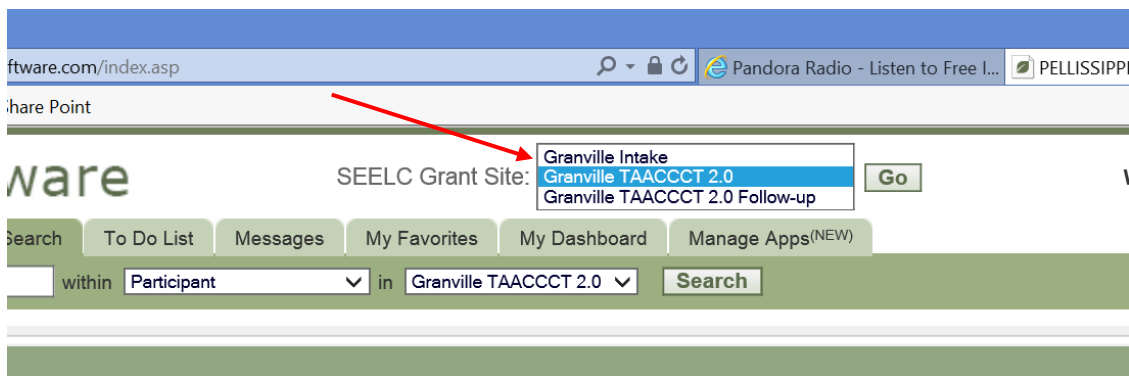 ftware.com/index.asp Pandora Radio - Listen to Free I... PELLISSIPP
Share Point
ware SEELC Grant Site: Granville Intake
Granville TAACCCT 2.0 Go
Granville TAACCCT 2.0 Follow-up
Search To Do List Messages My Favorites My Dashboard Manage Apps(NEW)
within Participant in Granville TAACCCT 2.0 Search